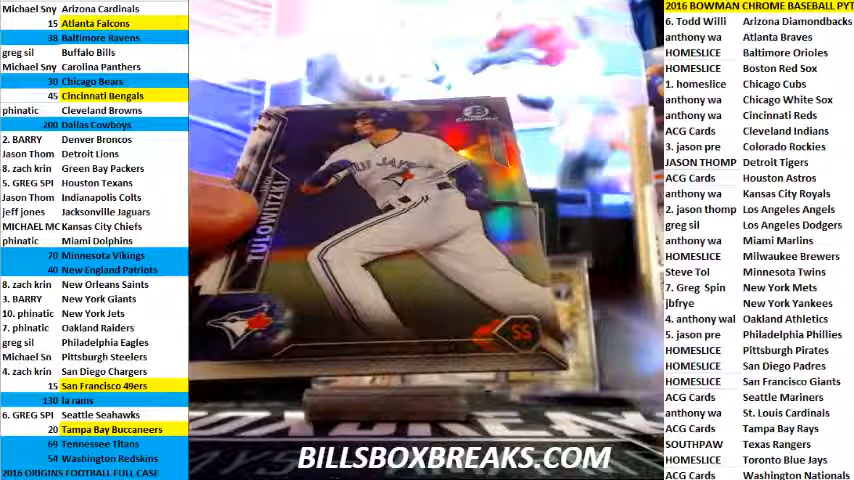 Michael Sny Arizona Cardinals
15 Atlanta Falcons
38 Baltimore Ravens
greg sil Buffalo Bills
Michael Sny Carolina Panthers
30 Chicago Bears
45 Cincinnati Bengals
phinatic Cleveland Browns
200 Dallas Cowboys
2. BARRY Denver Broncos
Jason Thom Detroit Lions
8. zach krin Green Bay Packers
5. GREG SPI Houston Texans
Jason Thom Indianapolis Colts
jeff jones Jacksonville Jaguars
MICHAEL MC Kansas City Chiefs
phinatic Miami Dolphins
70 Minnesota Vikings
40 New England Patriots
8. zach krin New Orleans Saints
3. BARRY New York Giants
10. phinatic New York Jets
7. phinatic Oakland Raiders
greg sil Philadelphia Eagles
Michael Sn Pittsburgh Steelers
4. zach krin San Diego Chargers
15 San Francisco 49ers
130 la rams
6. GREG SPI Seattle Seahawks
20 Tampa Bay Buccaneers
69 Tennessee Titans
54 Washington Redskins
2016 ORIGINS FOOTBALL FULL CASE
TULOWITZKI
BLUE JAYS
SS
BILLSBOXBREAKS.COM
2016 BOWMAN CHROME BASEBALL PYT
6. Todd Willi Arizona Diamondbacks
anthony wa Atlanta Braves
HOMESLICE Baltimore Orioles
HOMESLICE Boston Red Sox
1. homeslice Chicago Cubs
anthony wa Chicago White Sox
anthony wa Cincinnati Reds
ACG Cards Cleveland Indians
3. jason pre Colorado Rockies
JASON THOMP Detroit Tigers
ACG Cards Houston Astros
anthony wa Kansas City Royals
2. jason thomp Los Angeles Angels
greg sil Los Angeles Dodgers
anthony wa Miami Marlins
HOMESLICE Milwaukee Brewers
Steve Tol Minnesota Twins
7. Greg Spin New York Mets
jbfrye New York Yankees
4. anthony wal Oakland Athletics
5. jason pre Philadelphia Phillies
HOMESLICE Pittsburgh Pirates
HOMESLICE San Diego Padres
HOMESLICE San Francisco Giants
ACG Cards Seattle Mariners
anthony wa St. Louis Cardinals
ACG Cards Tampa Bay Rays
SOUTHPAW Texas Rangers
HOMESLICE Toronto Blue Jays
ACG Cards Washington Nationals